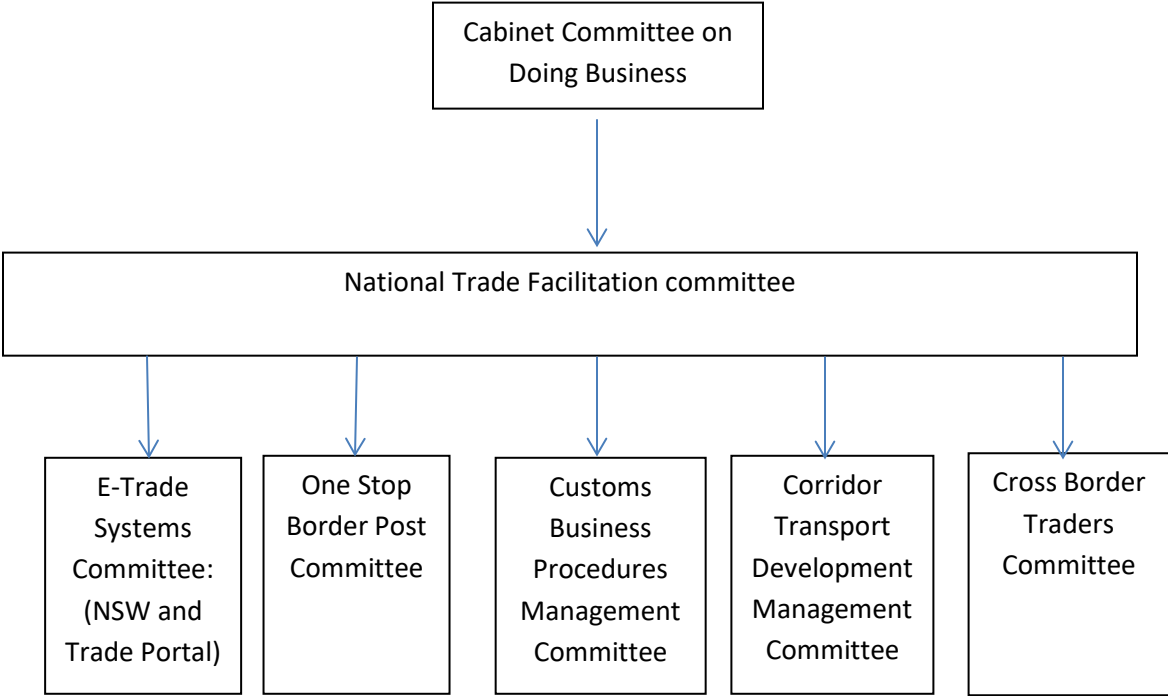 Cabinet Committee on
Doing Business
National Trade Facilitation committee
E-Trade
Systems
Committee:
(NSW and
Trade Portal)
One Stop
Border Post
Committee
Customs
Business
Procedures
Management
Committee
Corridor
Transport
Development
Management
Committee
Cross Border
Traders
Committee